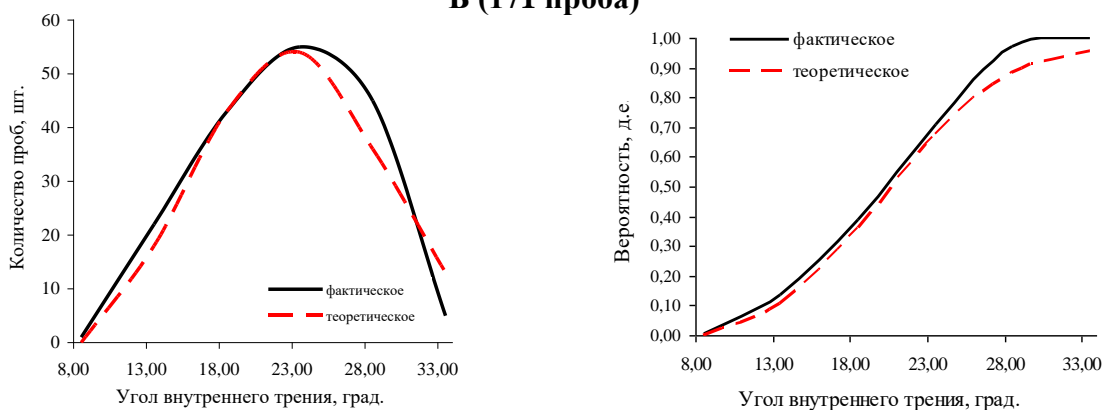 В (171 проба)
60
50
40
30
20
10
0
Количество проб, шт.
фактическое
теоретическое
8,00 13,00 18,00 23,00 28,00 33,00
Угол внутреннего трения, град.
фактическое
теоретическое
1,00
0,90
0,80
0,70
0,60
0,50
0,40
0,30
0,20
0,10
0,00
Вероятность, д.е.
8,00 13,00 18,00 23,00 28,00 33,00
Угол внутреннего трения, град.